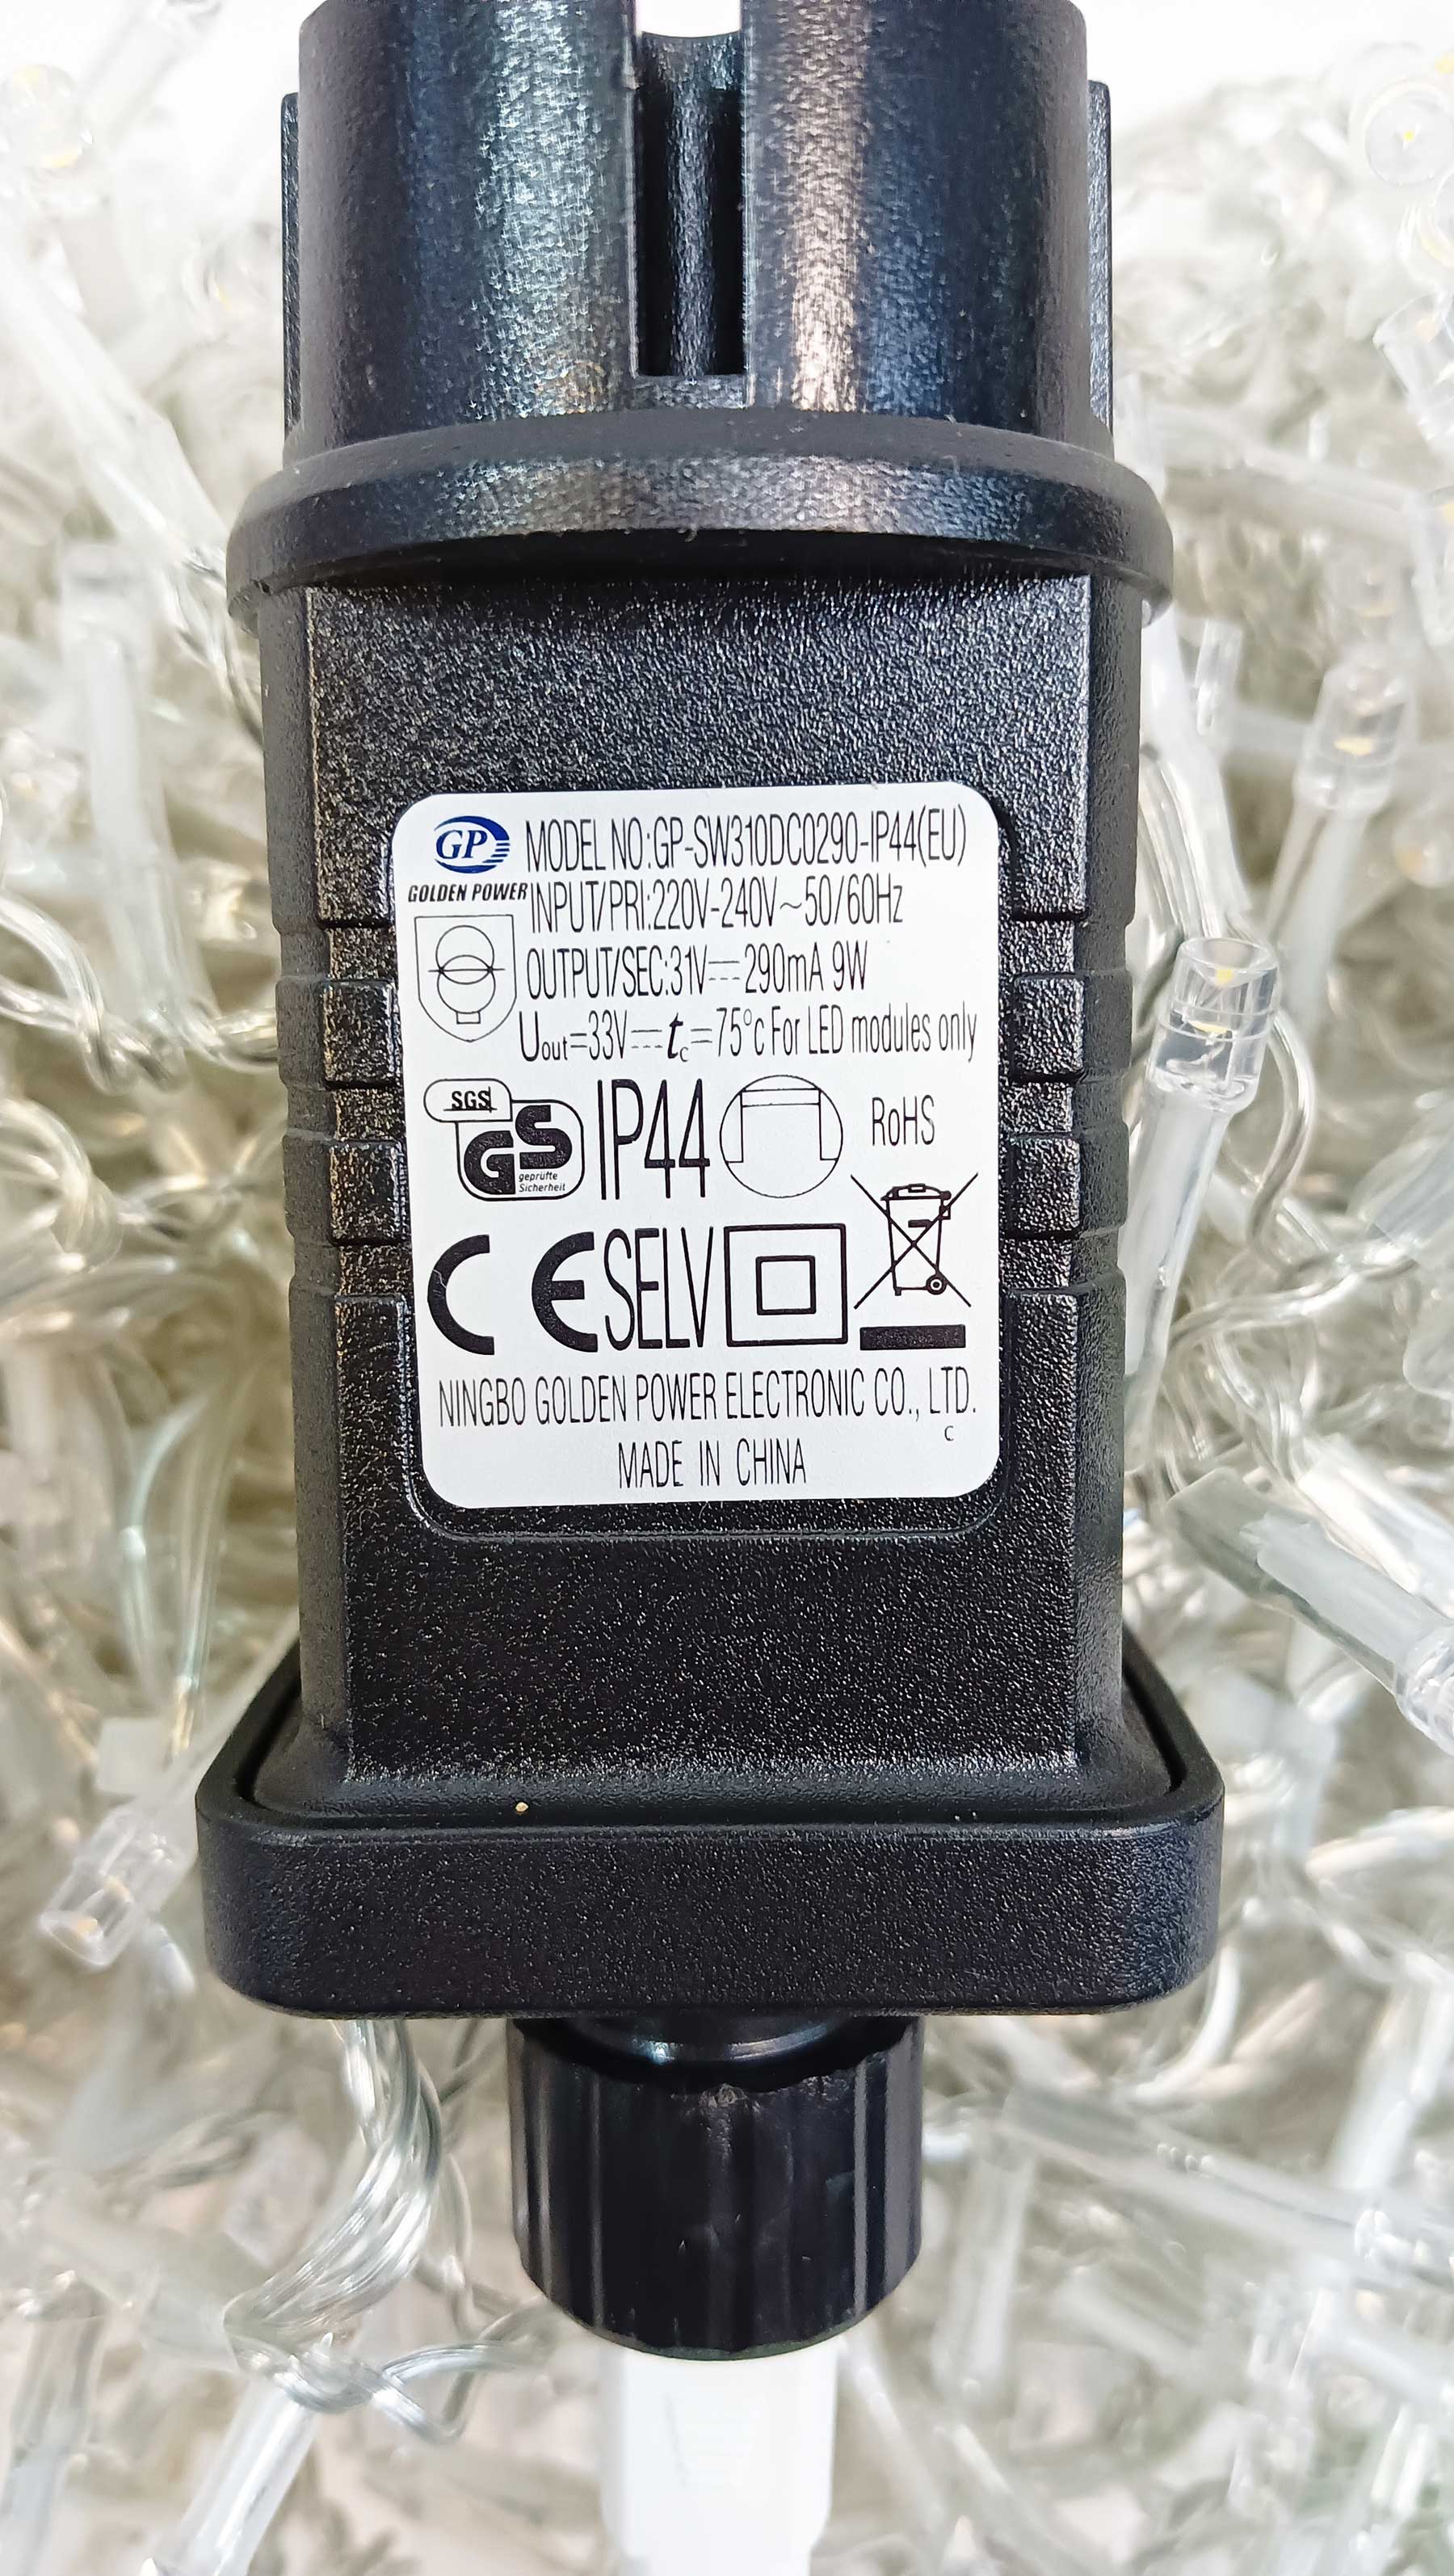 GP
GOLDEN POWER
MODEL NO:GP-SW310DC0290-IP44(EU)
INPUT/PRI:220V-240V~50/60Hz
OUTPUT/SEC:31V⎓290mA 9W
Uout=33V⎓tc=75°c For LED modules only
SGS
GS
geprüfte
Sicherheit
IP44
RoHS
CE SELV
NINGBO GOLDEN POWER ELECTRONIC CO., LTD.
C
MADE IN CHINA